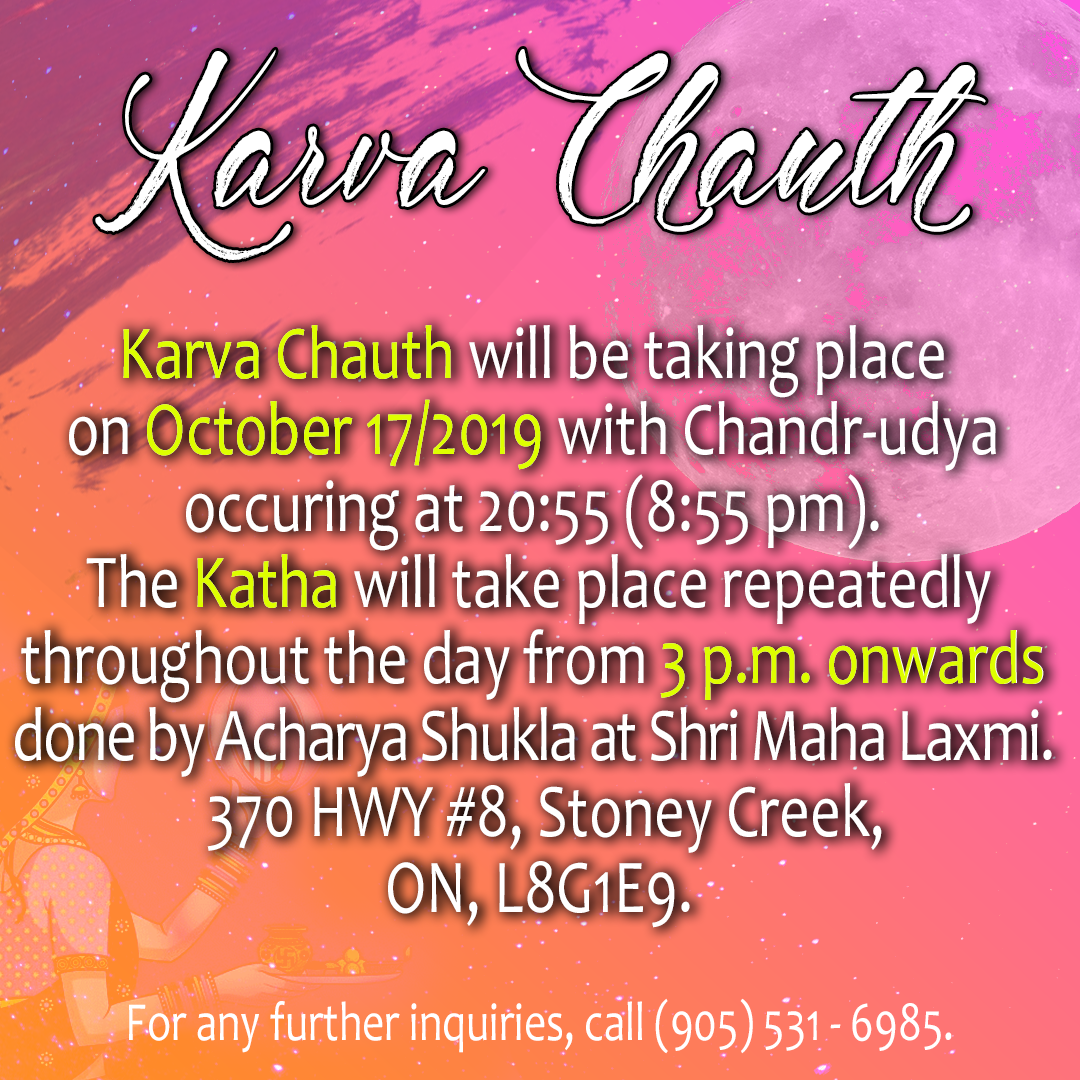 Karva Chauth
Karva Chauth will be taking place
on October 17/2019 with Chandr-udya
occuring at 20:55 (8:55 pm).
The Katha will take place repeatedly
throughout the day from 3 p.m. onwards
done by Acharya Shukla at Shri Maha Laxmi.
370 HWY #8, Stoney Creek,
ON, L8G1E9.
For any further inquiries, call (905) 531 - 6985.